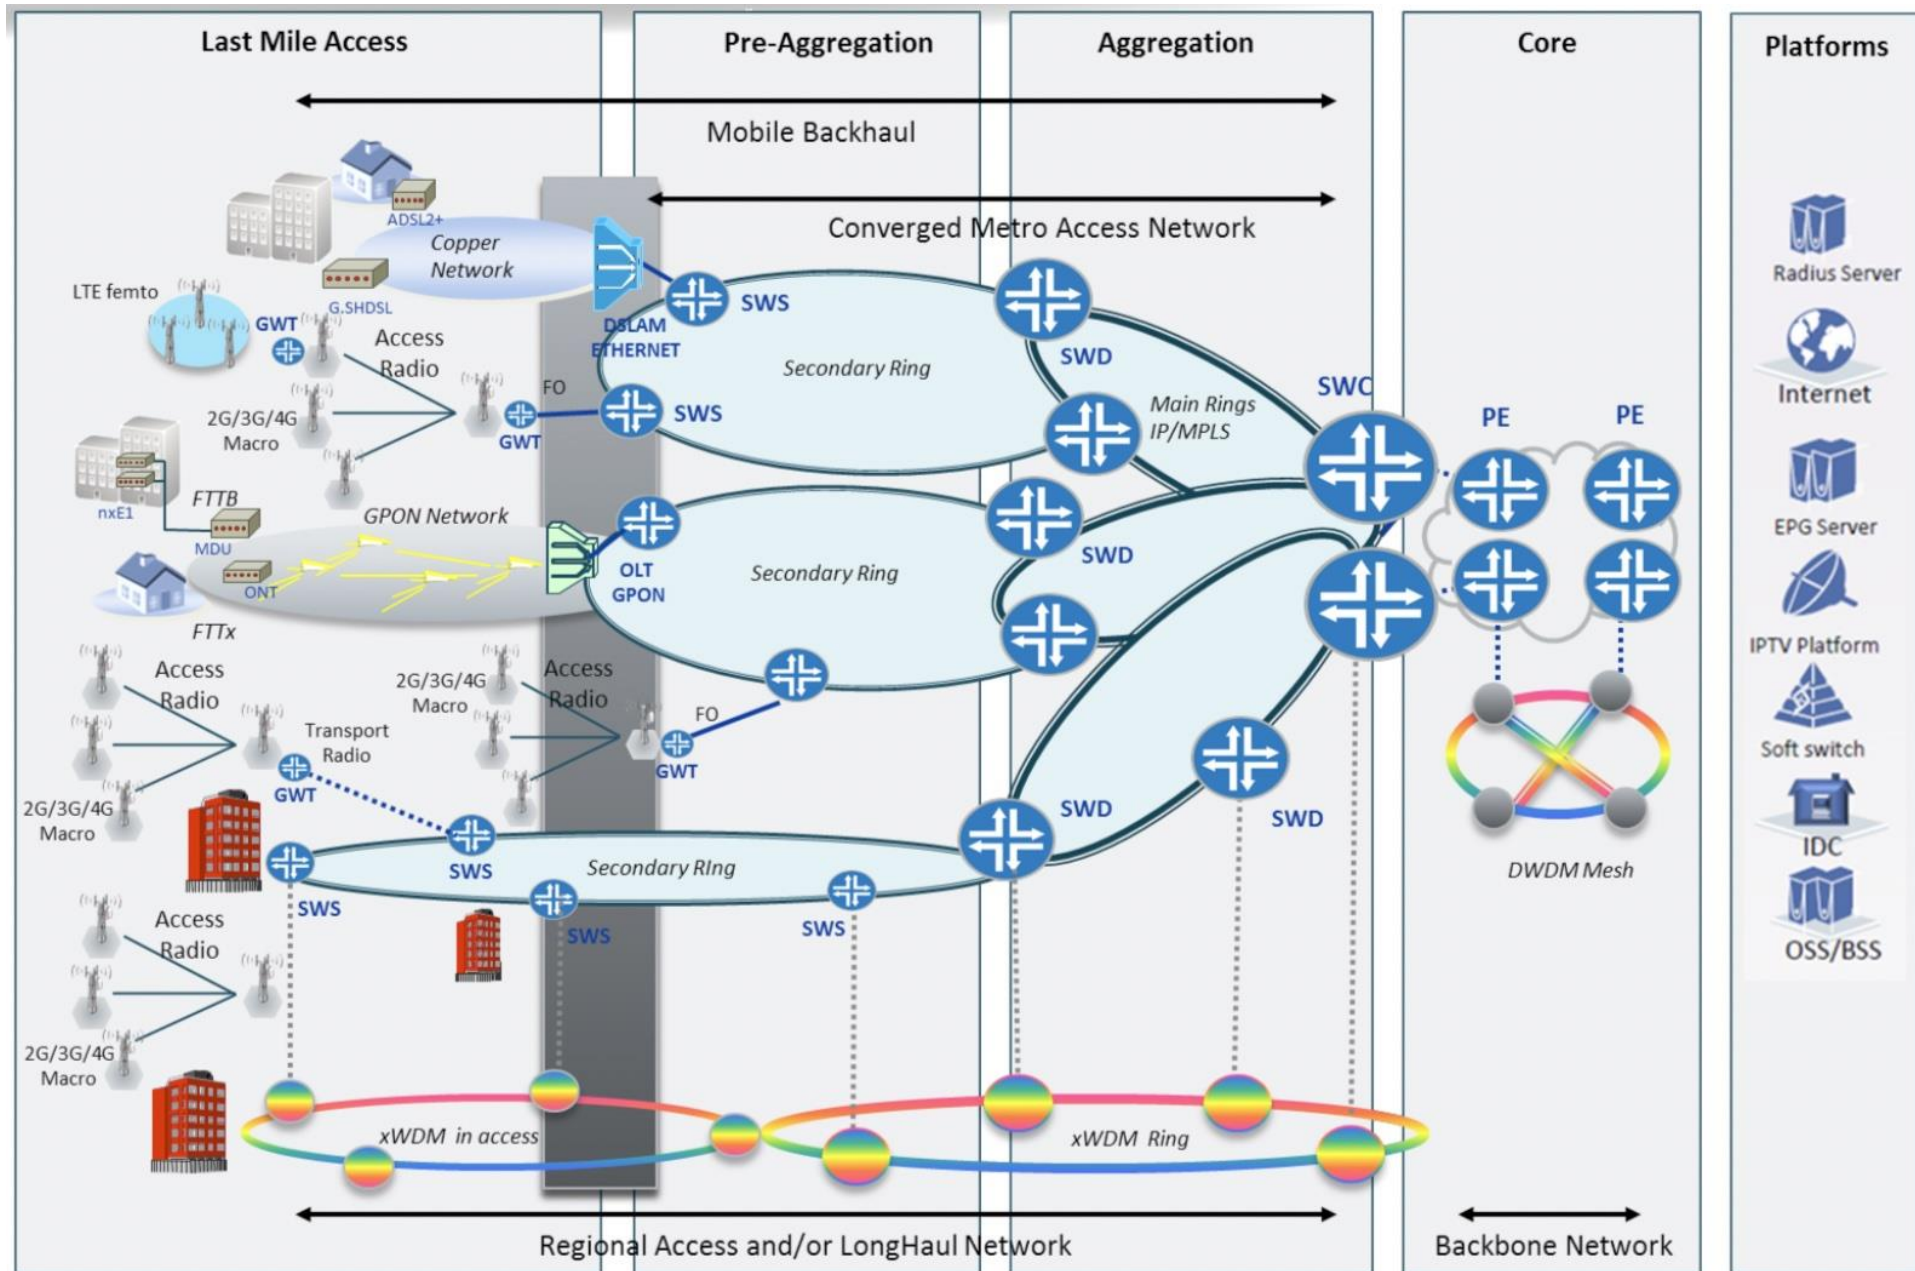 Last Mile Access
Pre-Aggregation
Aggregation
Core
Platforms
Mobile Backhaul
Converged Metro Access Network
ADSL2+
Copper
Network
G.SHDSL
LTE femto
GWT
Access
Radio
2G/3G/4G
Macro
GWT
FO
DSLAM
ETHERNET
SWS
SWS
Secondary Ring
SWD
Main Rings
IP/MPLS
SWC
PE
PE
Radius Server
Internet
EPG Server
IPTV Platform
Soft switch
IDC
OSS/BSS
nxE1
FTTB
MDU
GPON Network
ONT
FTTx
OLT
GPON
Secondary Ring
SWD
Access
Radio
2G/3G/4G
Macro
Transport
Radio
GWT
2G/3G/4G
Macro
Access
Radio
FO
GWT
SWS
SWS
Secondary RIng
SWS
SWS
SWD
SWD
DWDM Mesh
Access
Radio
2G/3G/4G
Macro
xWDM in access
xWDM Ring
Regional Access and/or LongHaul Network
Backbone Network